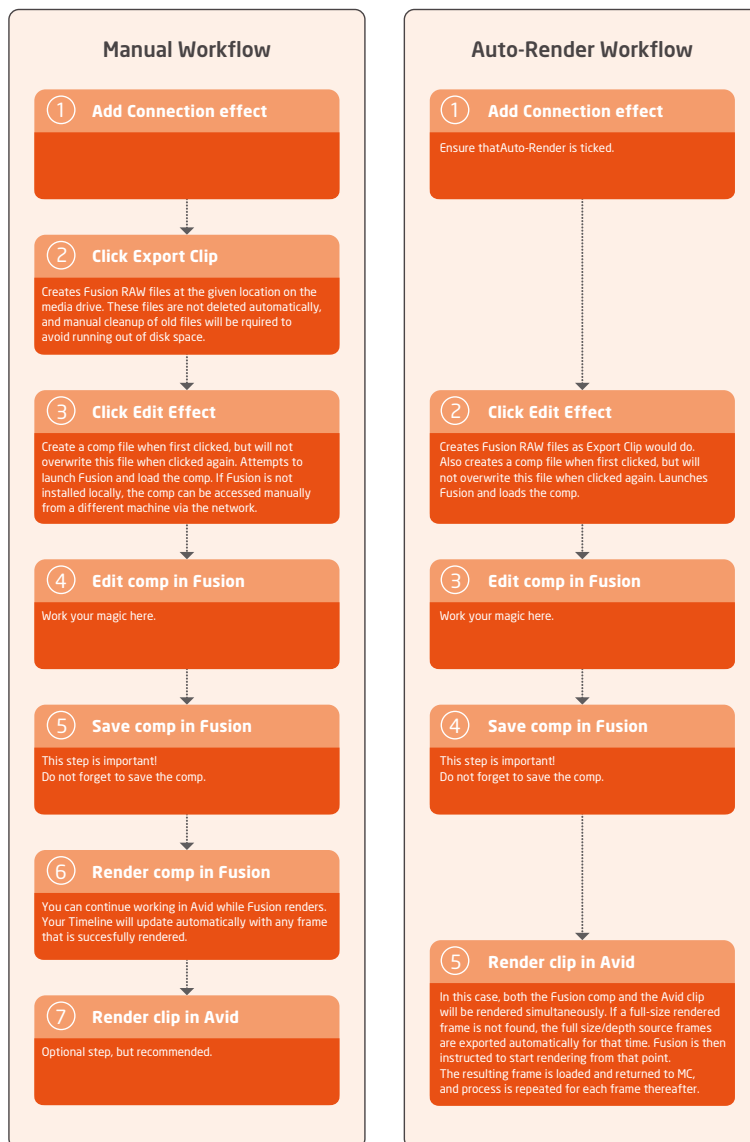 Manual Workflow
1 Add Connection effect
2 Click Export Clip
Creates Fusion RAW files at the given location on the
media drive. These files are not deleted automatically,
and manual cleanup of old files will be rquired to
avoid running out of disk space.
3 Click Edit Effect
Create a comp file when first clicked, but will not
overwrite this file when clicked again. Attempts to
launch Fusion and load the comp. If Fusion is not
installed locally, the comp can be accessed manually
from a different machine via the network.
4 Edit comp in Fusion
Work your magic here.
5 Save comp in Fusion
This step is important!
Do not forget to save the comp.
6 Render comp in Fusion
You can continue working in Avid while Fusion renders.
Your Timeline will update automatically with any frame
that is succesfully rendered.
7 Render clip in Avid
Optional step, but recommended.
Auto-Render Workflow
1 Add Connection effect
Ensure thatAuto-Render is ticked.
2 Click Edit Effect
Creates Fusion RAW files as Export Clip would do.
Also creates a comp file when first clicked, but will
not overwrite this file when clicked again. Launches
Fusion and loads the comp.
3 Edit comp in Fusion
Work your magic here.
4 Save comp in Fusion
This step is important!
Do not forget to save the comp.
5 Render clip in Avid
In this case, both the Fusion comp and the Avid clip
will be rendered simultaneously. If a full-size rendered
frame is not found, the full size/depth source frames
are exported automatically for that time. Fusion is then
instructed to start rendering from that point.
The resulting frame is loaded and returned to MC,
and process is repeated for each frame thereafter.